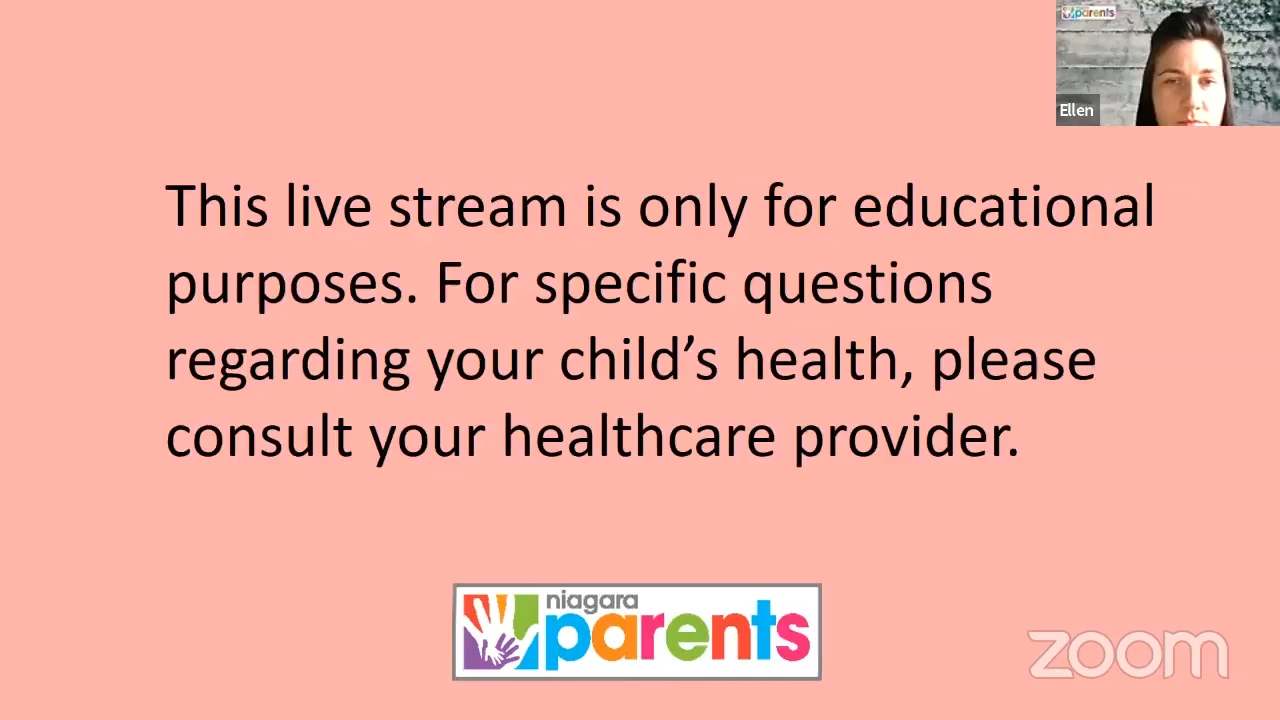 parents
Ellen
This live stream is only for educational
purposes. For specific questions
regarding your child’s health, please
consult your healthcare provider.
niagara
parents
zoom